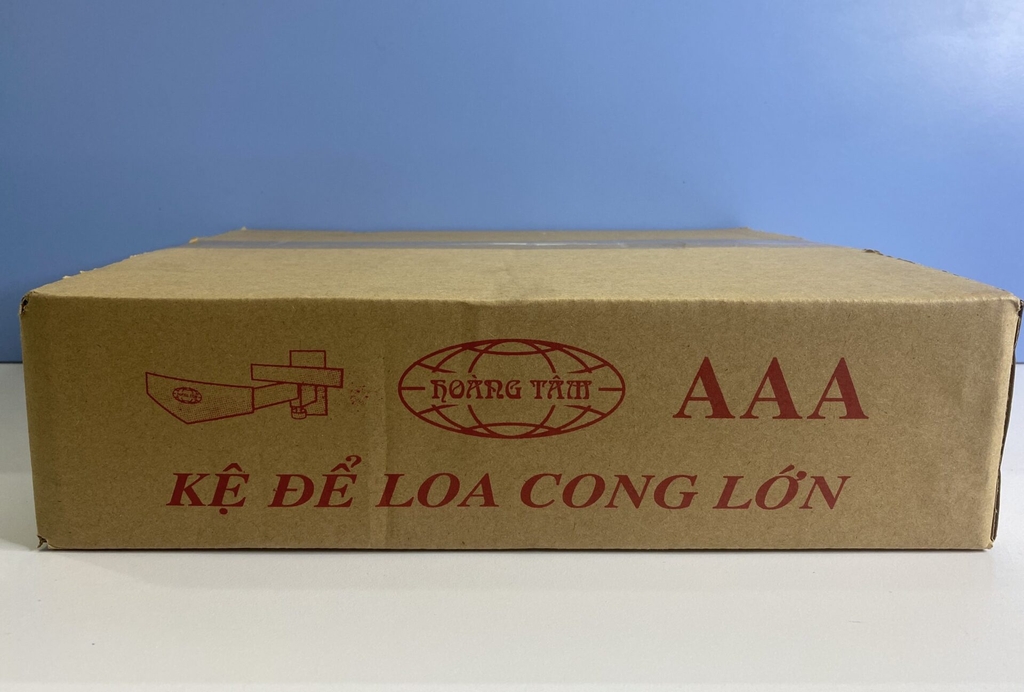 HOÀNG TÂM
AAA
KỆ ĐỂ LOA CONG LỚN